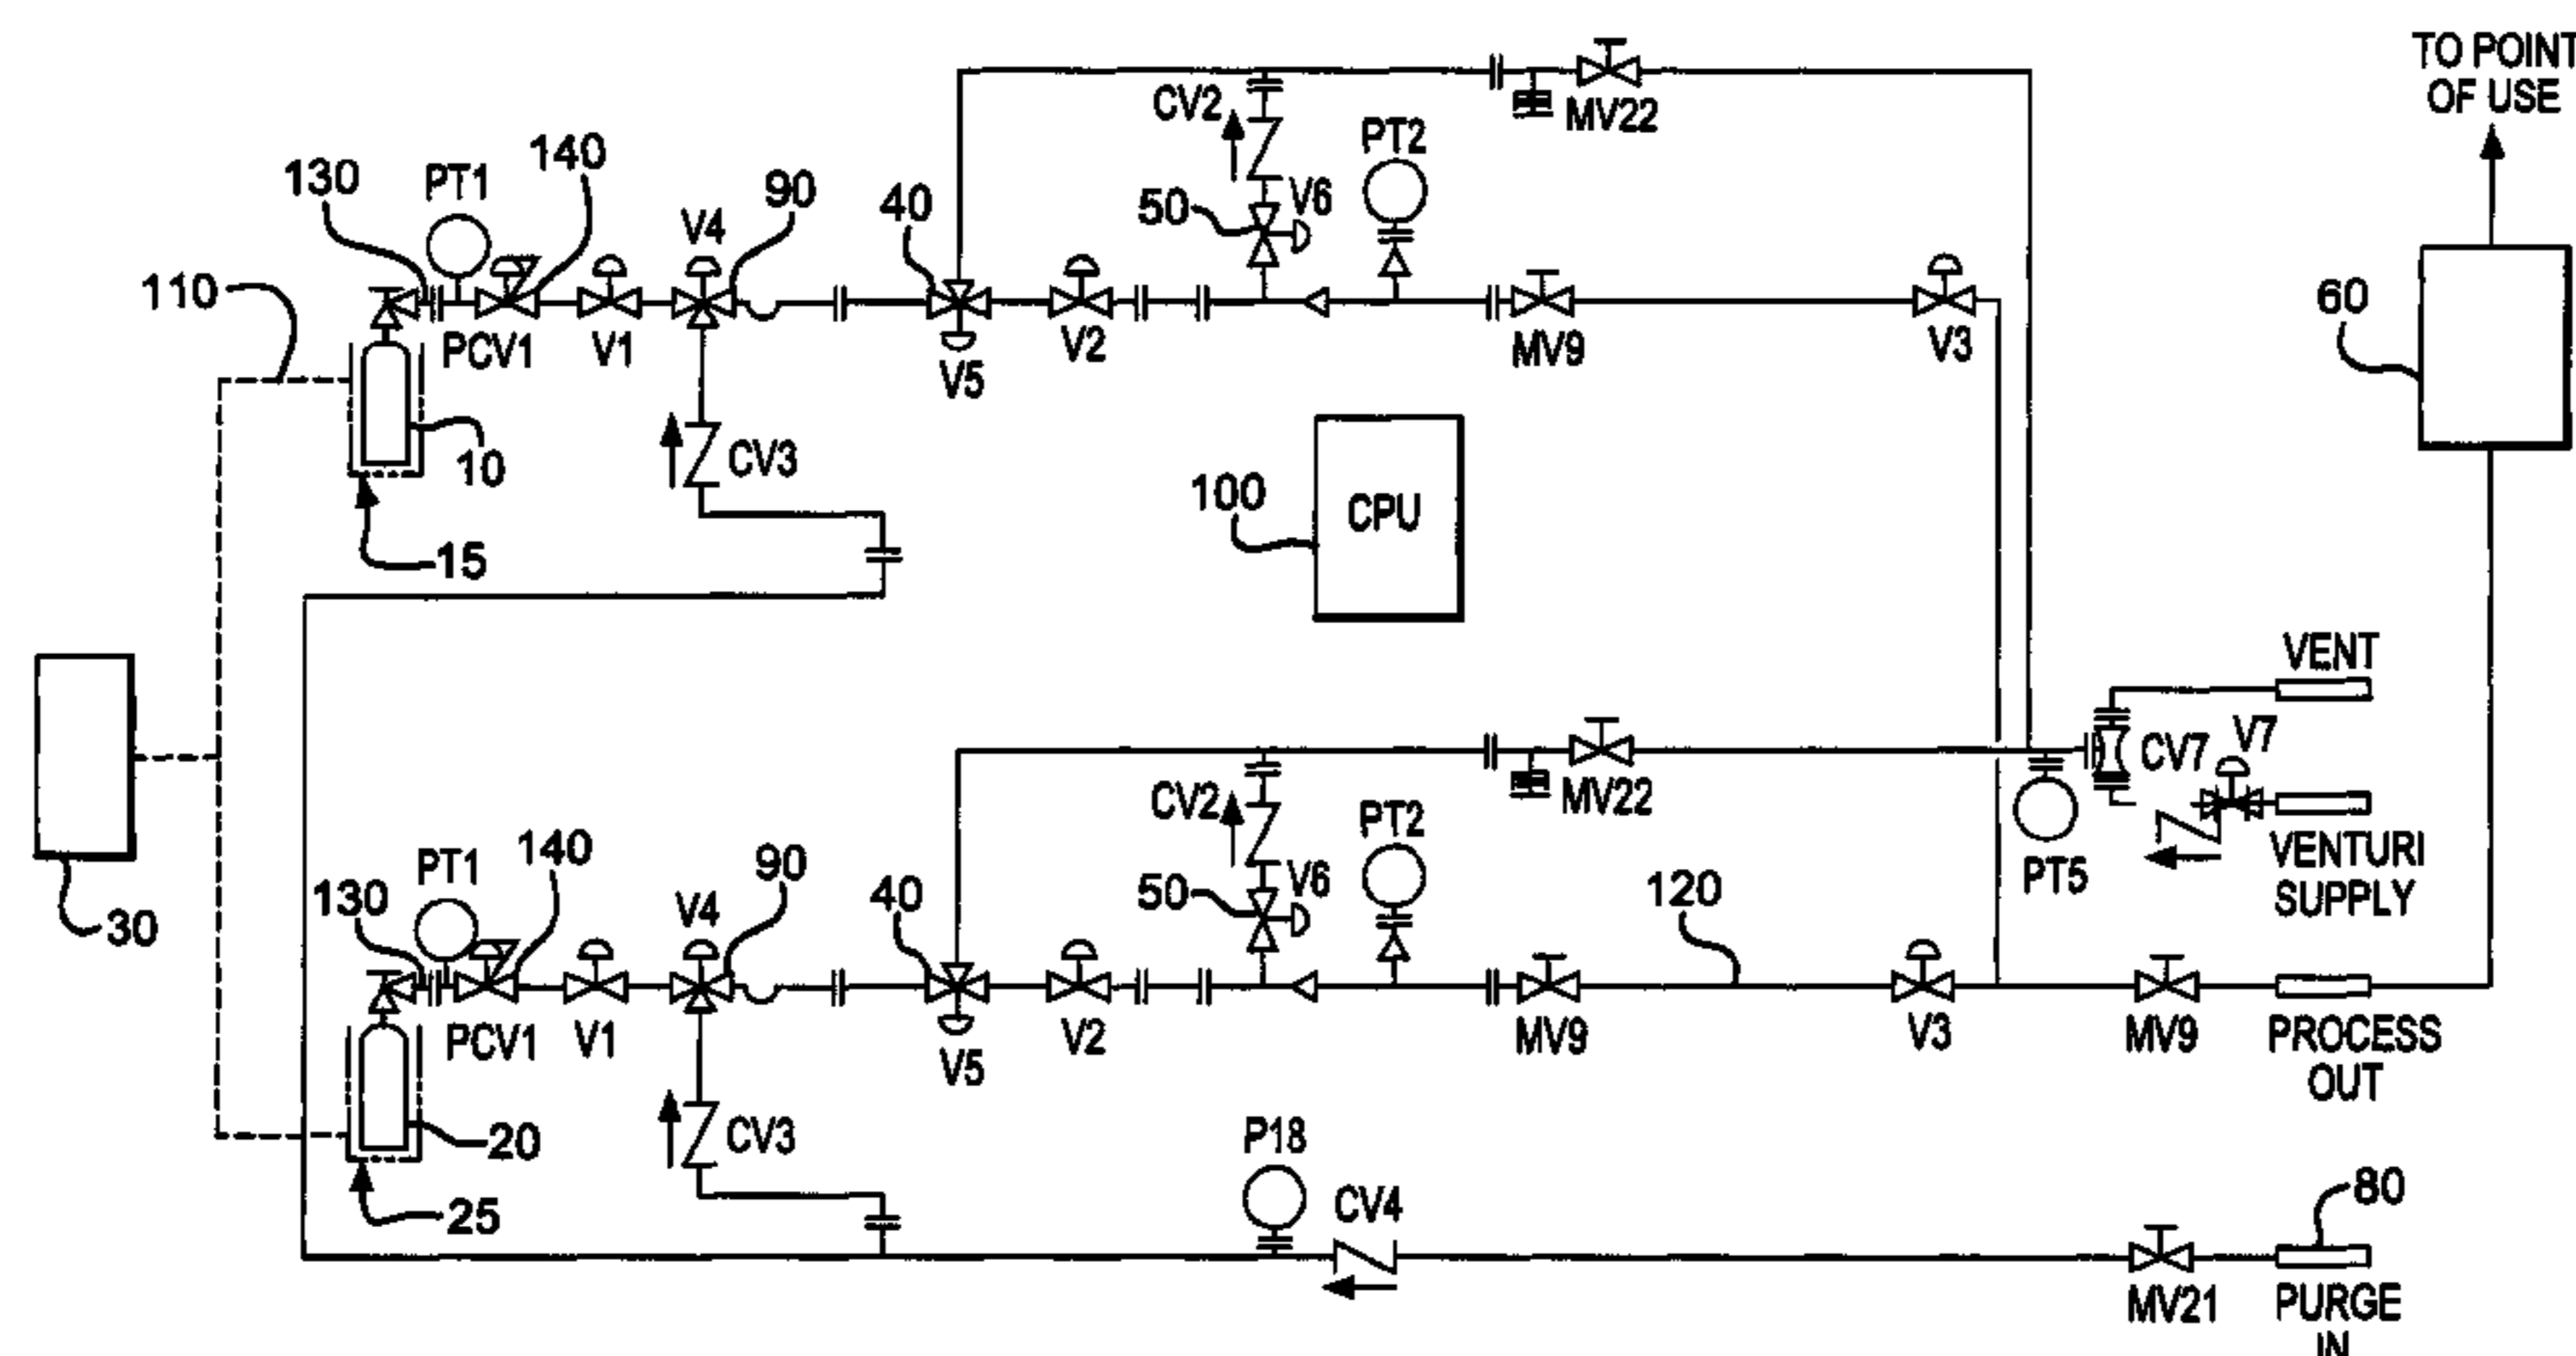 TO POINT
OF USE
CV2
MV22
PT2
140
130
PT1
90
V4
40
50
V6
110
60
PCV1
V1
V5
V2
MV9
V3
10
CV3
100
CPU
15
VENT
30
CV7
V7
MV22
CV2
PT2
PT5
VENTURI
SUPPLY
140
PT1
130
90
V4
40
50
V6
120
PCV1
V1
V5
V2
MV9
V3
MV9
PROCESS
OUT
20
CV3
P18
CV4
80
25
MV21
PURGE
IN